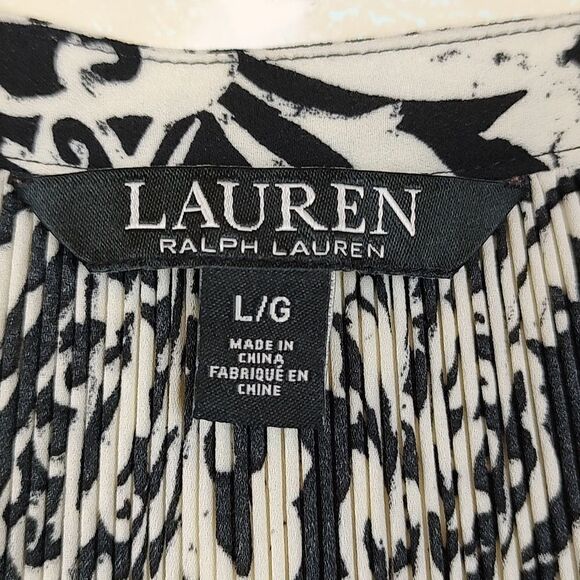 LAUREN
RALPH LAUREN
L/G
MADE IN
CHINA
FABRIQUÉ EN
CHINE